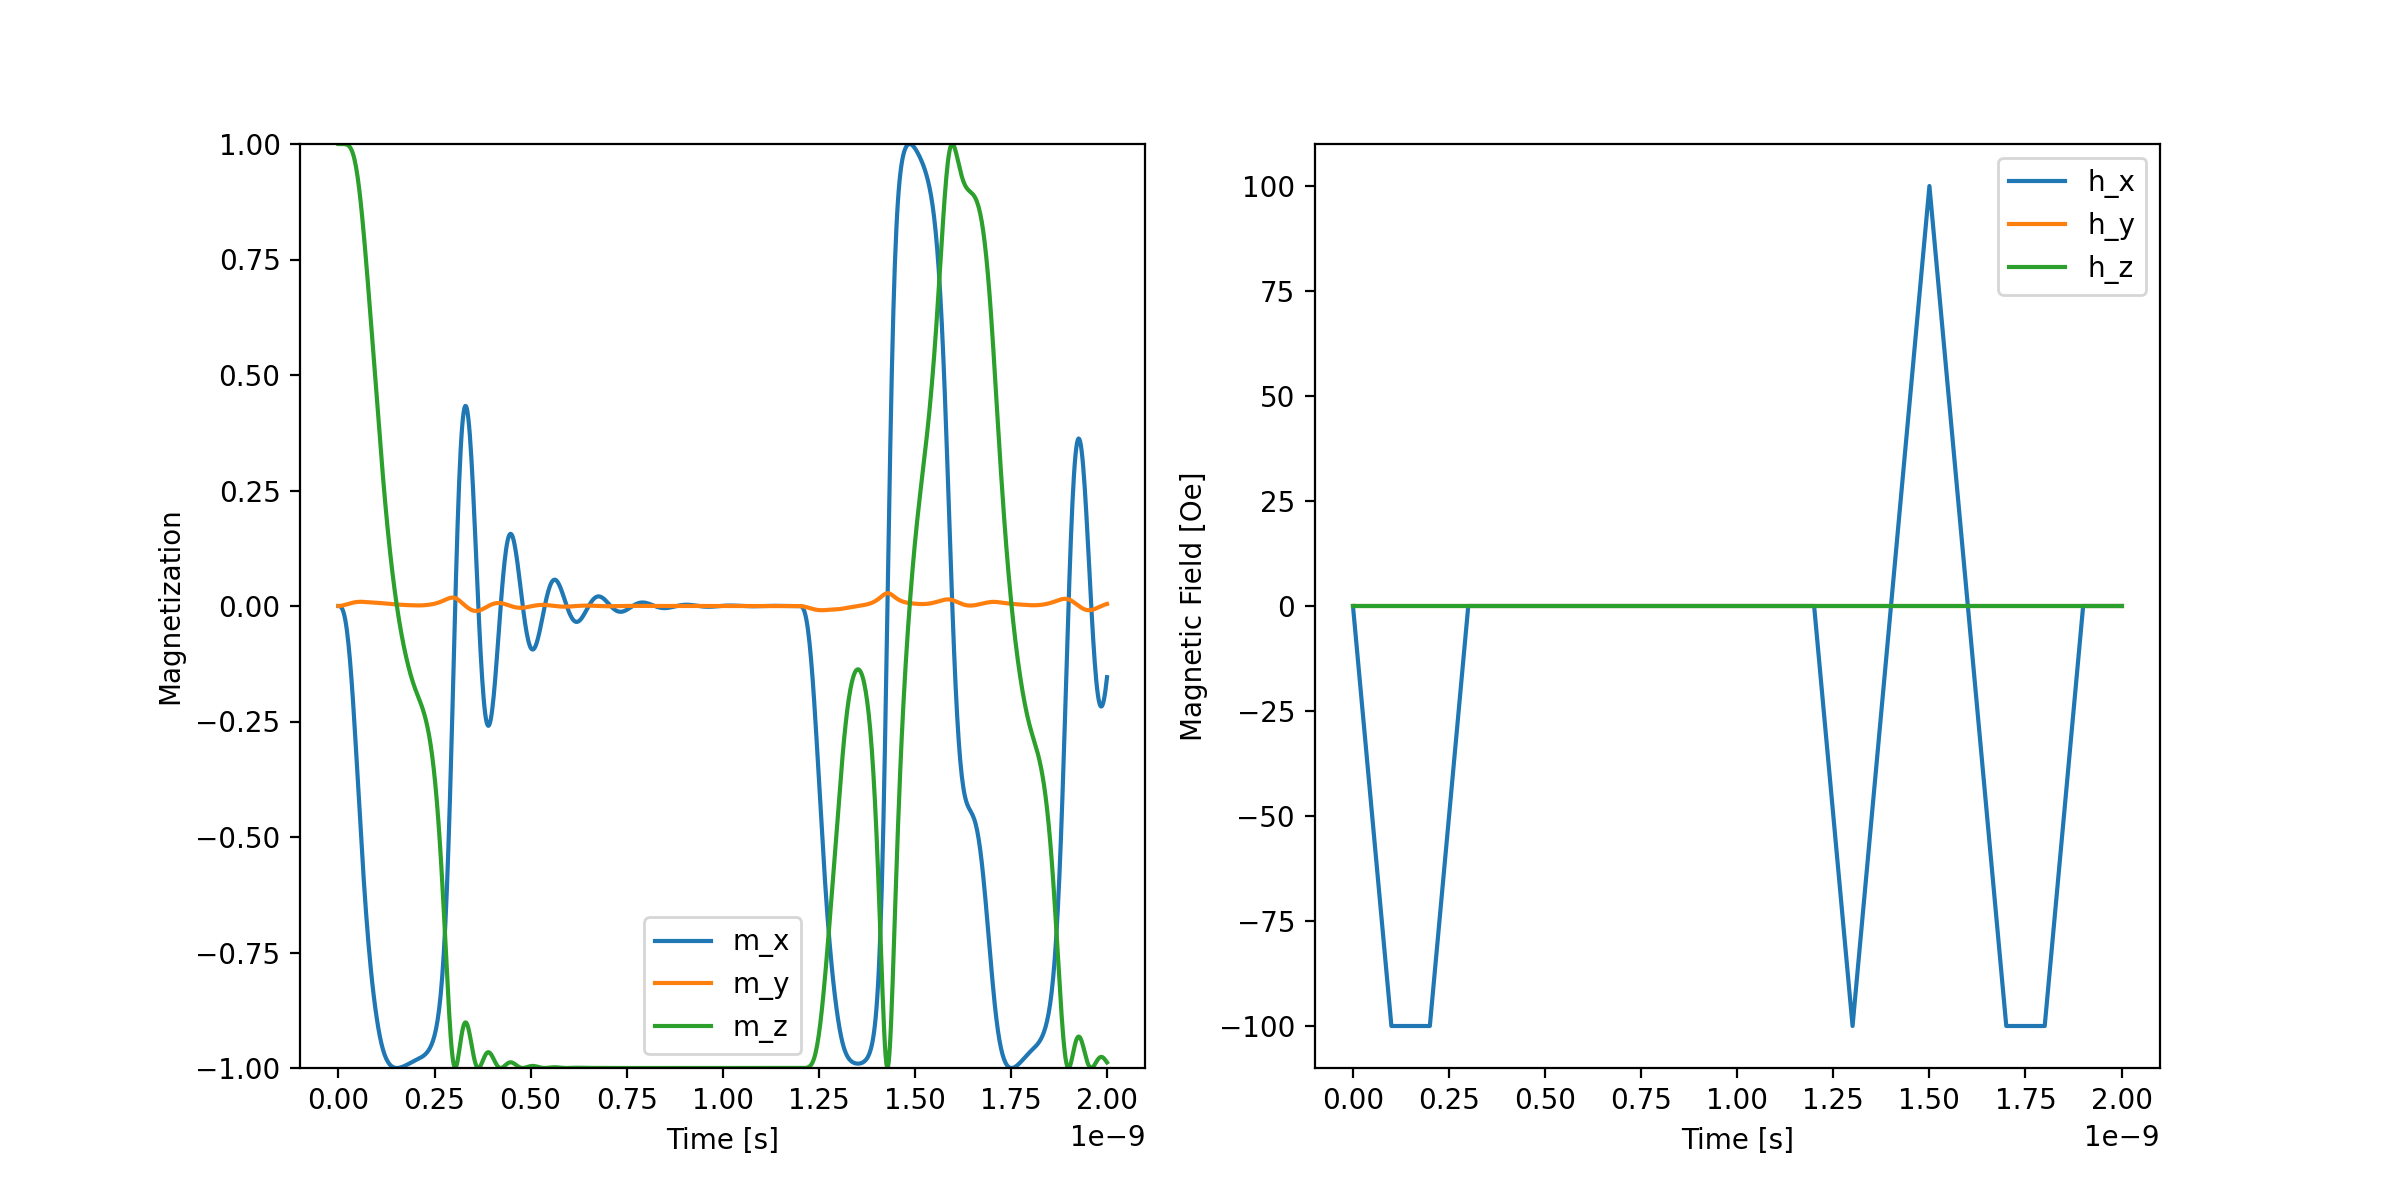 1.00
0.75
0.50
0.25
0.00
−0.25
−0.50
−0.75
−1.00
Magnetization
m_x
m_y
m_z
0.00 0.25 0.50 0.75 1.00 1.25 1.50 1.75 2.00
Time [s]
1e−9
100
75
50
25
0
−25
−50
−75
−100
Magnetic Field [Oe]
h_x
h_y
h_z
0.00 0.25 0.50 0.75 1.00 1.25 1.50 1.75 2.00
Time [s]
1e−9